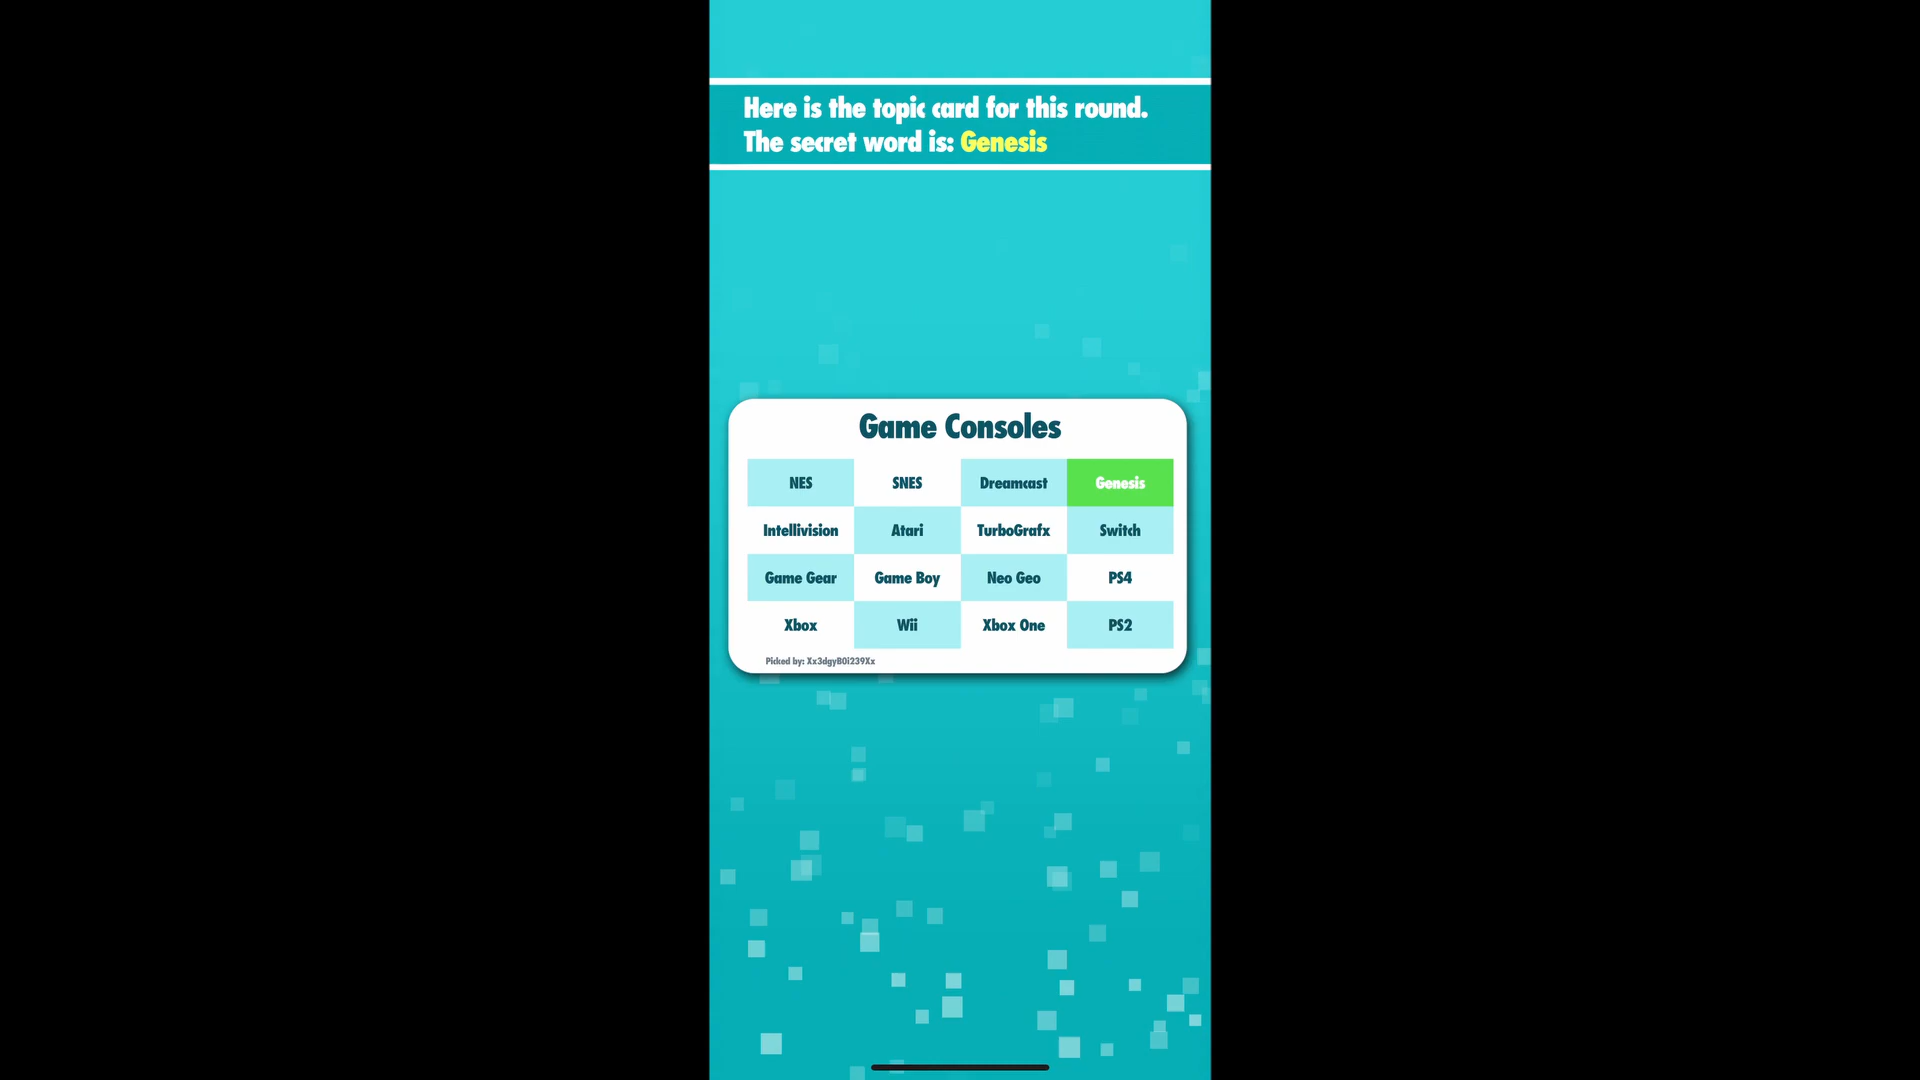 Here is the topic card for this round.
The secret word is: Genesis
Game Consoles
NES SNES Dreamcast Genesis
Intellivision Atari TurboGrafx Switch
Game Gear Game Boy Neo Geo PS4
Xbox Wii Xbox One PS2
Picked by: Xx3dgyB0i239Xx